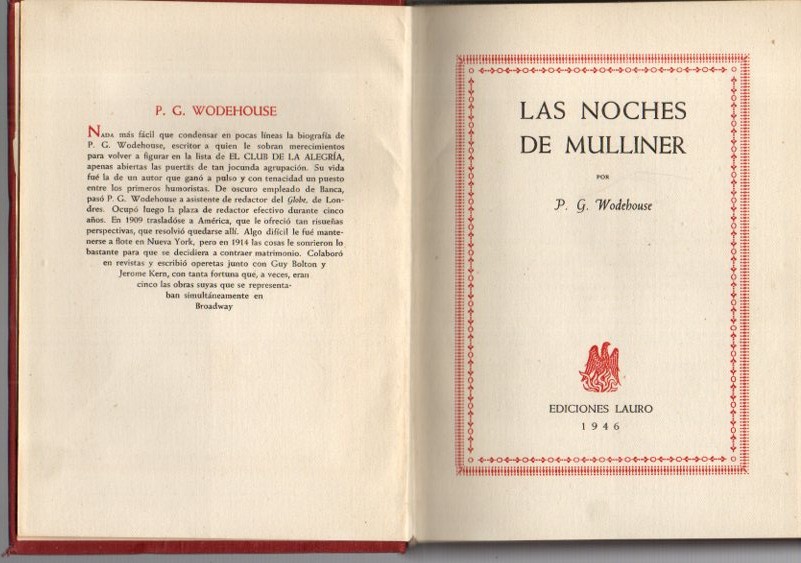 P. G. WODEHOUSE
NADA más fácil que condensar en pocas líneas la biografía de
P. G. Wodehouse, escritor a quien le sobran merecimientos
para volver a figurar en la lista de EL CLUB DE LA ALEGRÍA,
apenas abiertas las puertas de tan jocunda agrupación. Su vida
fué la de un autor que ganó a pulso y con tenacidad un puesto
entre los primeros humoristas. De oscuro empleado de Banca,
pasó P. G. Wodehouse a asistente de redactor del Globe, de Lon-
dres. Ocupó luego la plaza de redactor efectivo durante cinco
años. En 1909 trasladóse a América, que le ofreció tan risueñas
perspectivas, que resolvió quedarse allí. Algo difícil le fué mante-
nerse a flote en Nueva York, pero en 1914 las cosas le sonrieron lo
bastante para que se decidiera a contraer matrimonio. Colaboró
en revistas y escribió operetas junto con Guy Bolton y
Jerome Kern, con tanta fortuna que, a veces, eran
cinco las obras suyas que se representa-
ban simultáneamente en
Broadway
LAS NOCHES
DE MULLINER
POR
P. G. Wodehouse
EDICIONES LAURO
1946